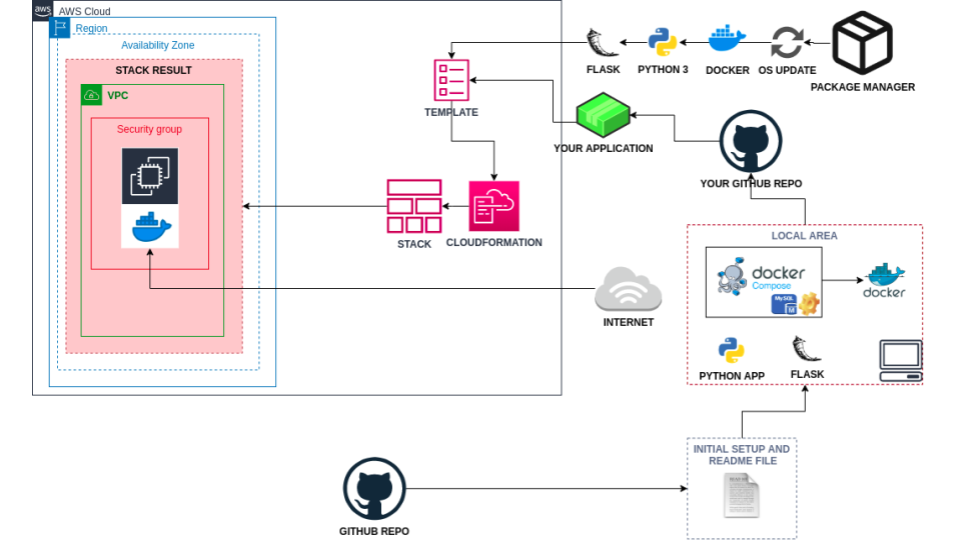 aws
AWS Cloud
Region
Availability Zone
STACK RESULT
VPC
Security group
FLASK
PYTHON 3
DOCKER
OS UPDATE
PACKAGE MANAGER
TEMPLATE
YOUR APPLICATION
YOUR GITHUB REPO
STACK
CLOUDFORMATION
INTERNET
LOCAL AREA
docker
Compose
MySQL
M
docker
PYTHON APP
FLASK
INITIAL SETUP AND
README FILE
GITHUB REPO